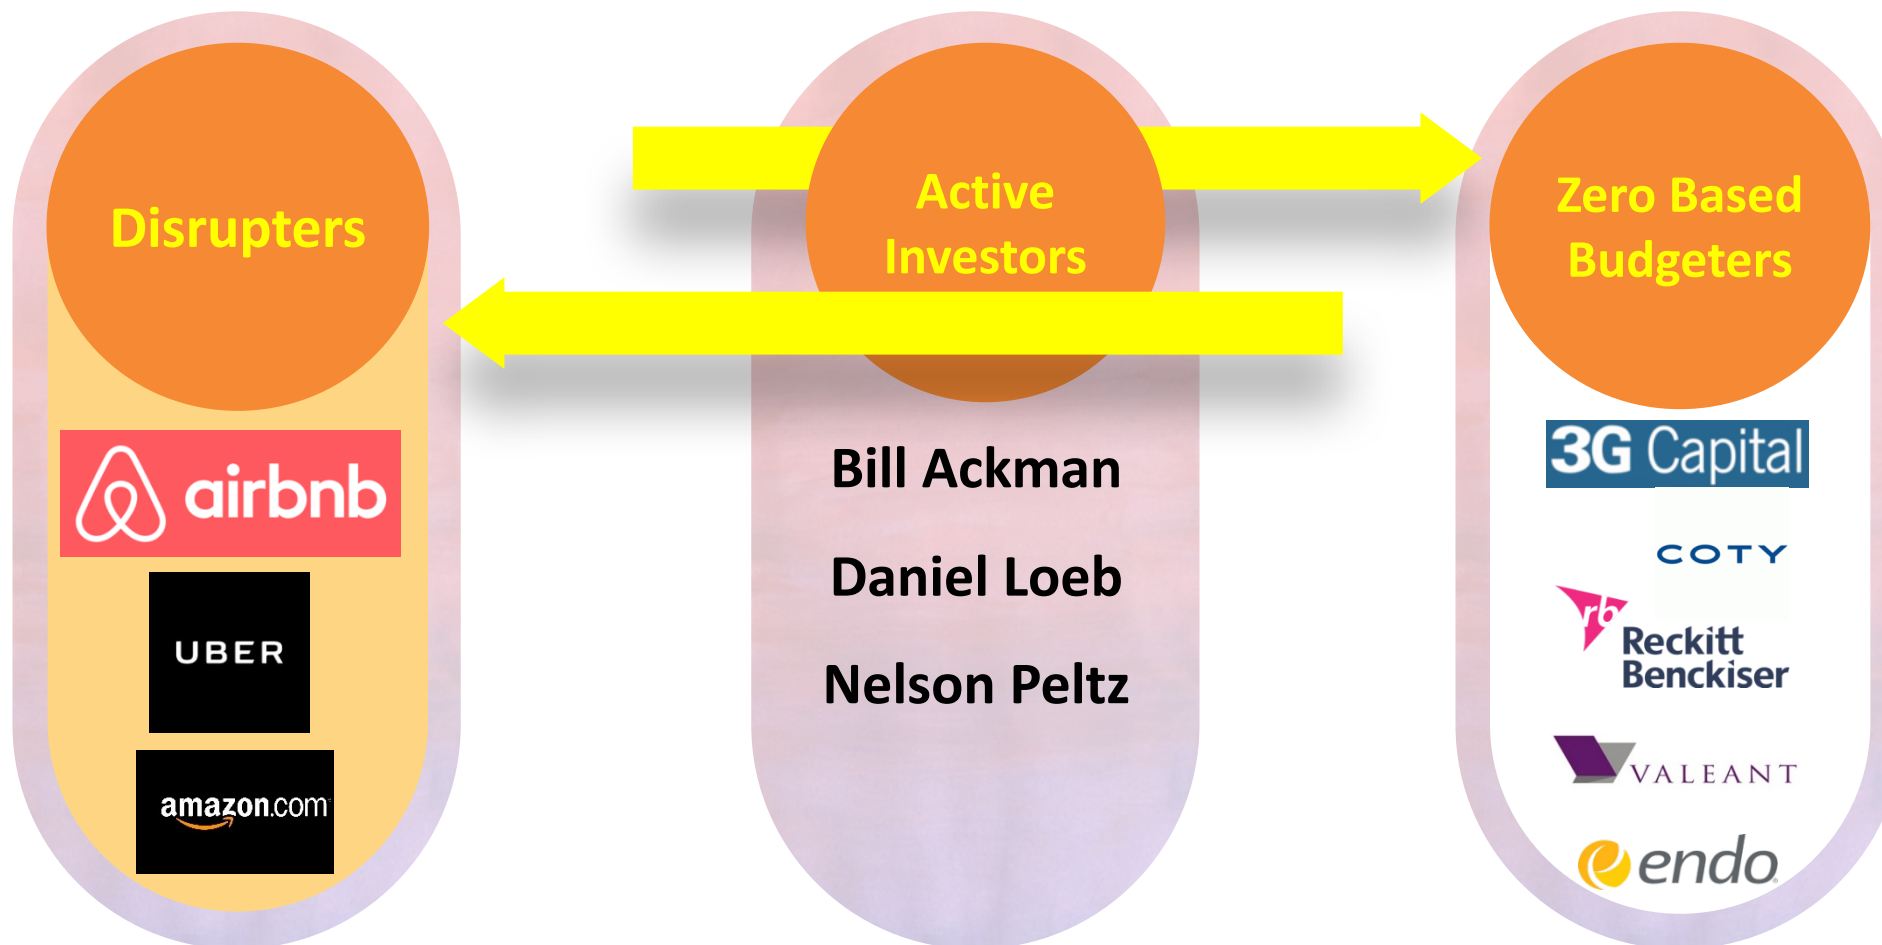 Disrupters
airbnb
UBER
amazon.com
Active
Investors
Bill Ackman
Daniel Loeb
Nelson Peltz
Zero Based
Budgeters
3G Capital
COTY
rb
Reckitt
Benckiser
VALEANT
endo